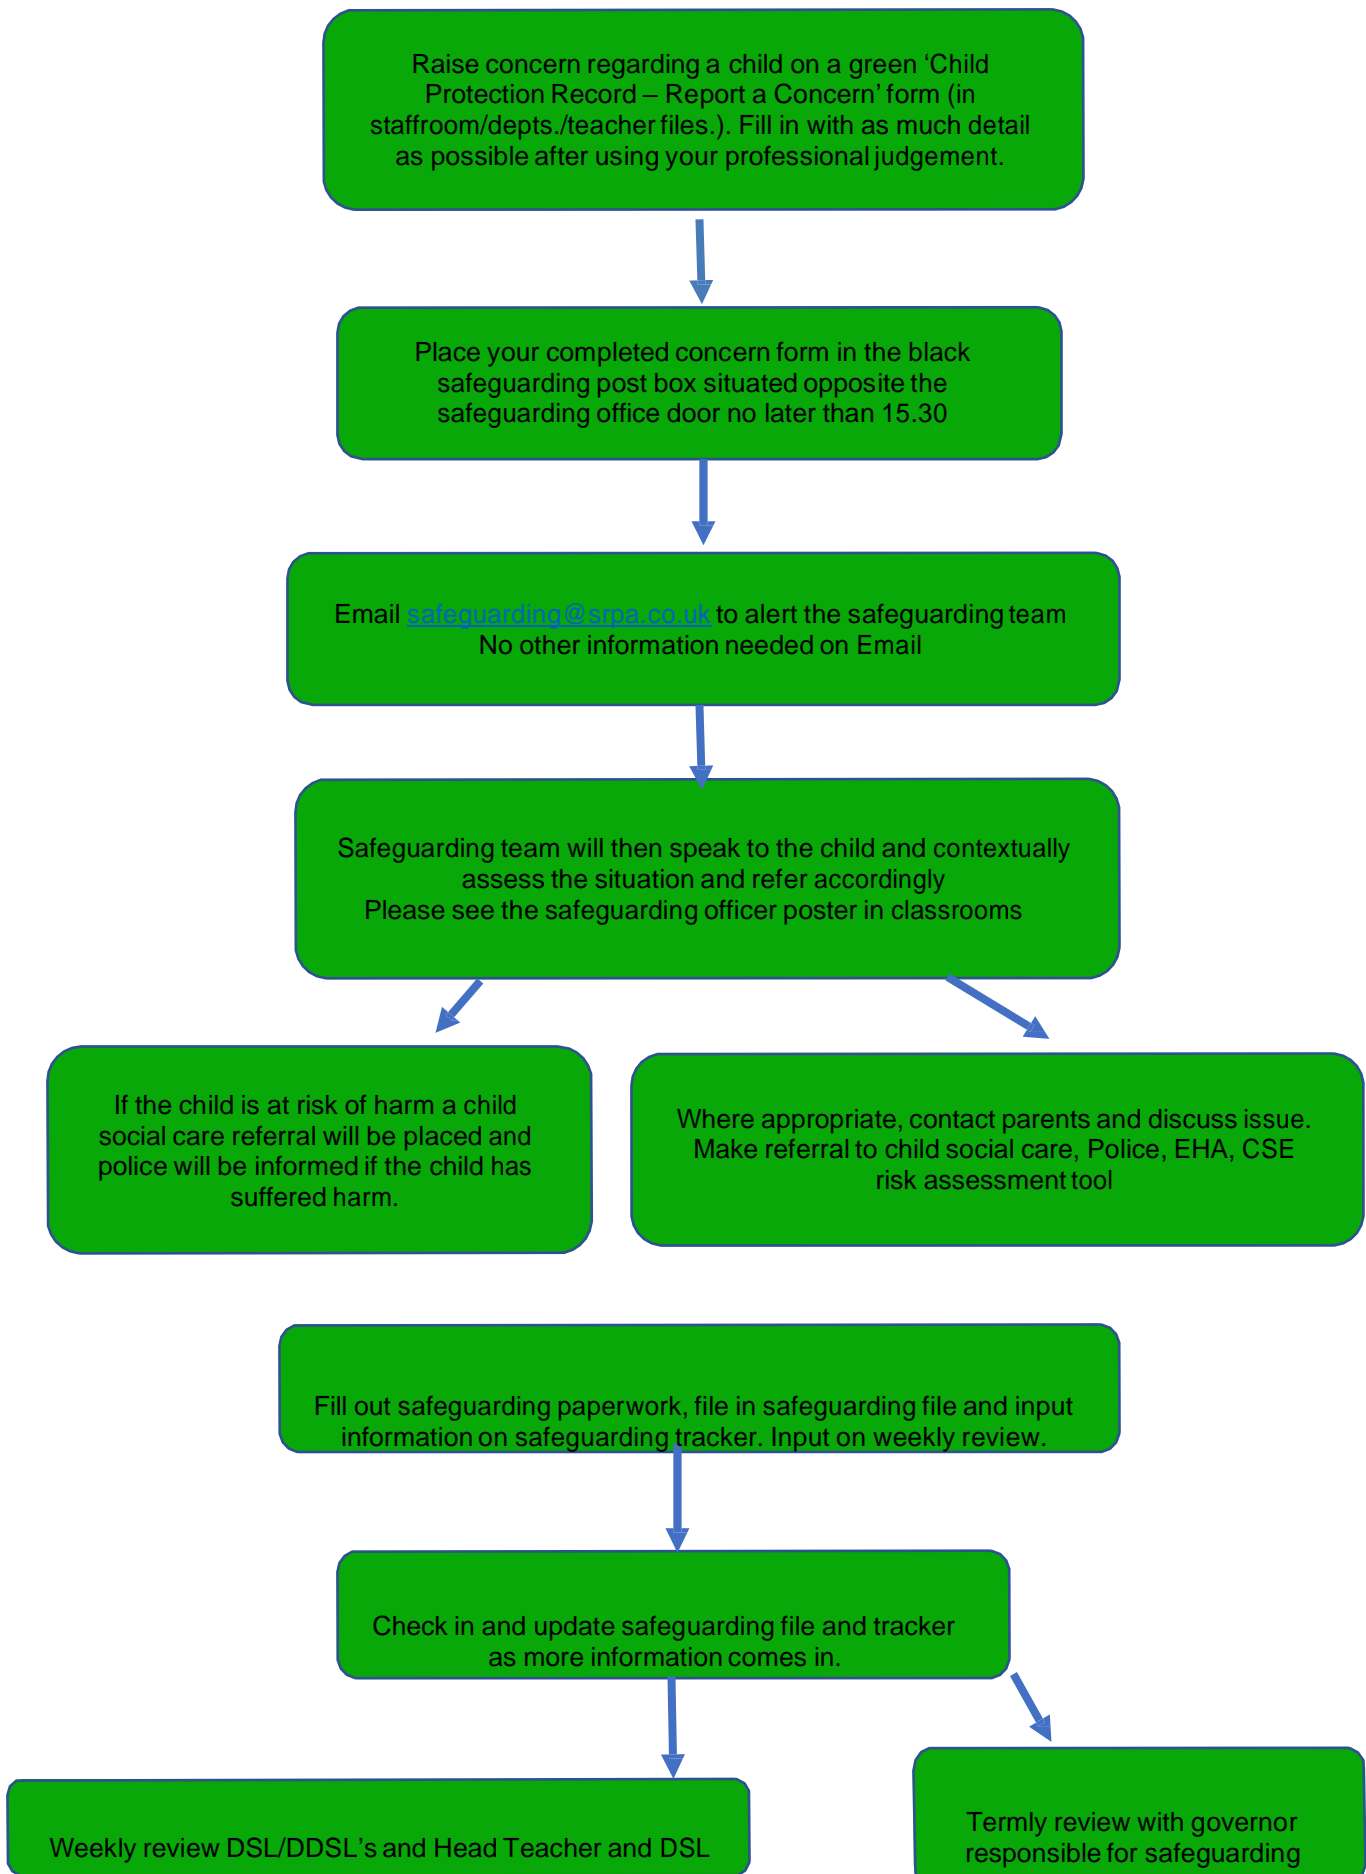 Raise concern regarding a child on a green ‘Child
Protection Record – Report a Concern’ form (in
staffroom/depts./teacher files.). Fill in with as much detail
as possible after using your professional judgement.
Place your completed concern form in the black
safeguarding post box situated opposite the
safeguarding office door no later than 15.30
Email safeguarding@srpa.co.uk to alert the safeguarding team
No other information needed on Email
Safeguarding team will then speak to the child and contextually
assess the situation and refer accordingly
Please see the safeguarding officer poster in classrooms
If the child is at risk of harm a child
social care referral will be placed and
police will be informed if the child has
suffered harm.
Where appropriate, contact parents and discuss issue.
Make referral to child social care, Police, EHA, CSE
risk assessment tool
Fill out safeguarding paperwork, file in safeguarding file and input
information on safeguarding tracker. Input on weekly review.
Check in and update safeguarding file and tracker
as more information comes in.
Weekly review DSL/DDSL’s and Head Teacher and DSL
Termly review with governor
responsible for safeguarding